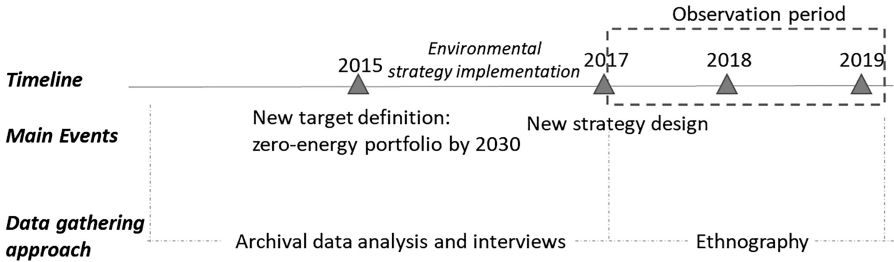 Observation period
Timeline
2015
Environmental
strategy implementation
2017
2018
2019
Main Events
New target definition:
zero-energy portfolio by 2030
New strategy design
Data gathering
approach
Archival data analysis and interviews
Ethnography